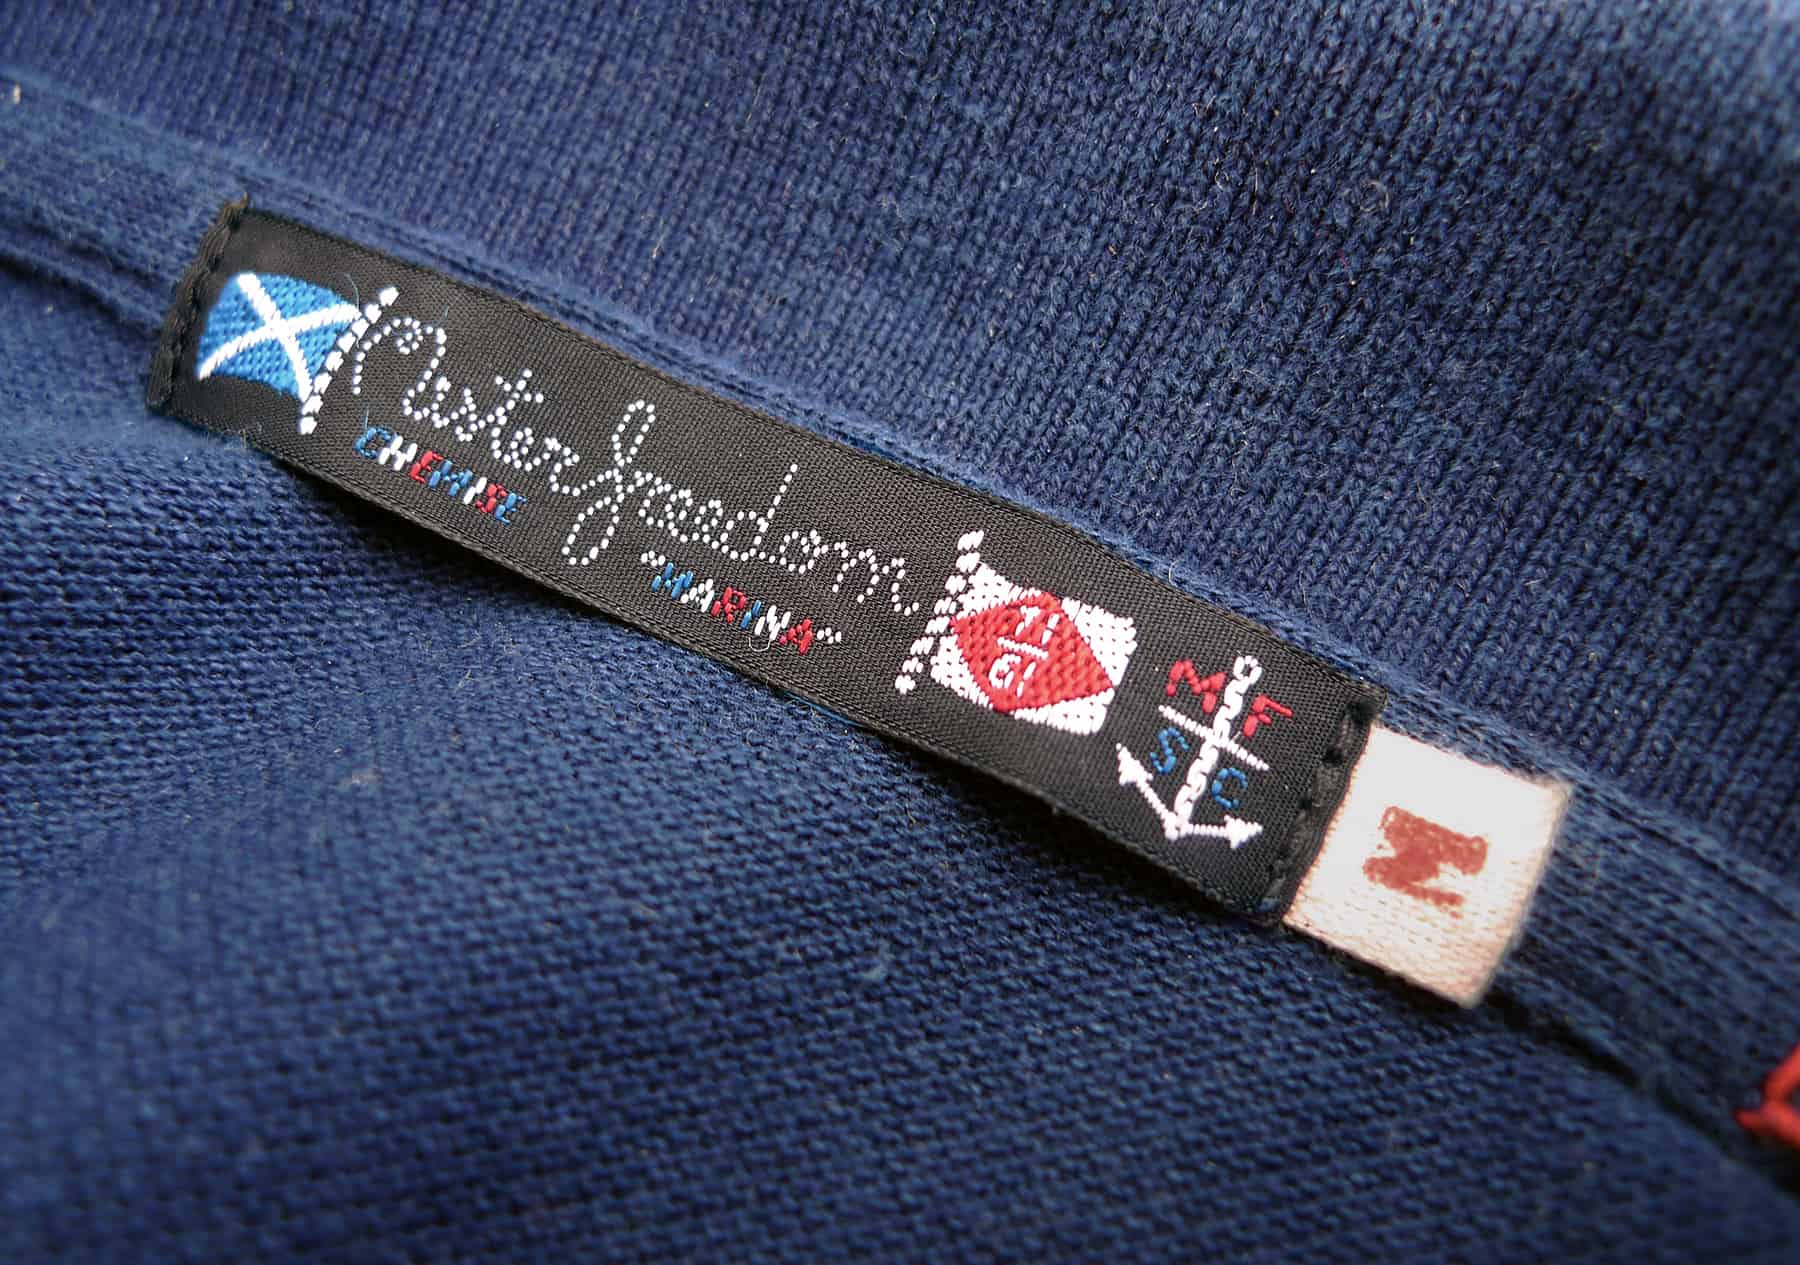 Mister Freedom
CHEMISE "MARINA"
M F
S C
M